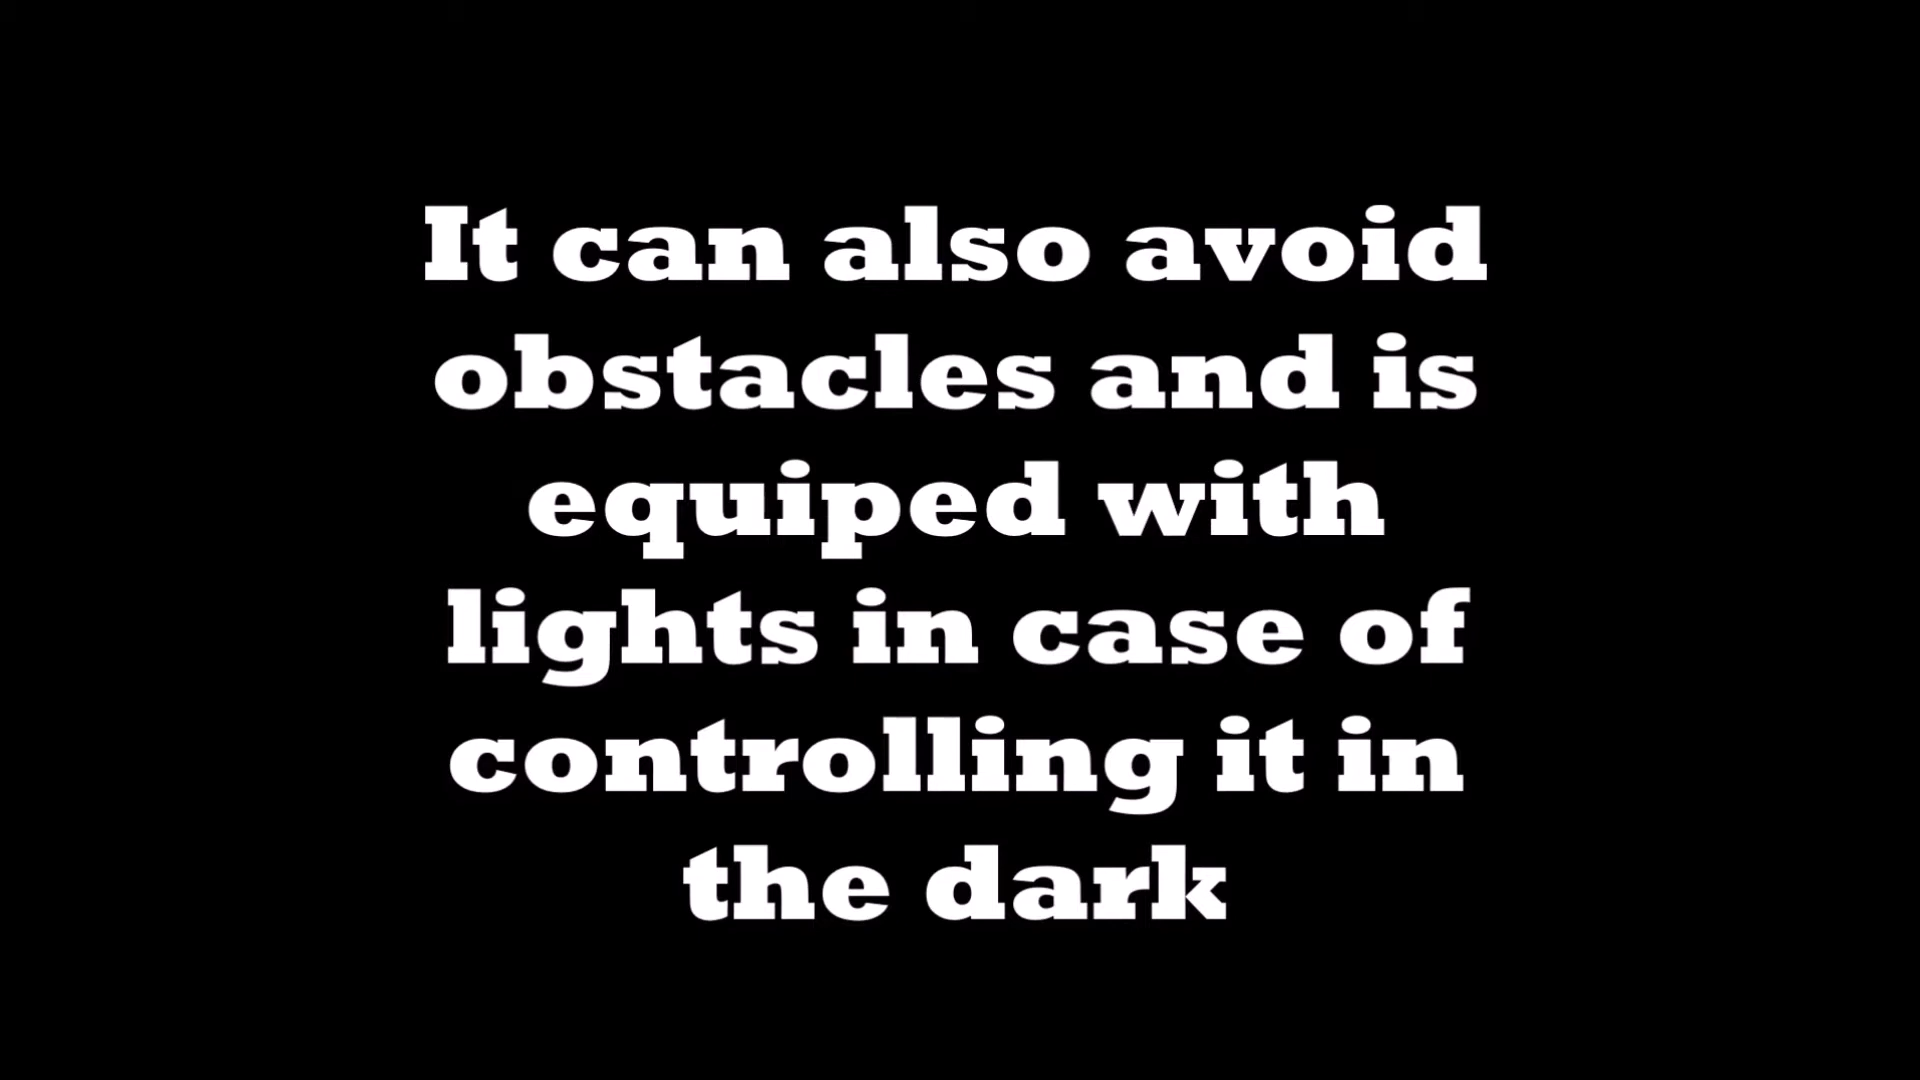 It can also avoid
obstacles and is
equiped with
lights in case of
controlling it in
the dark